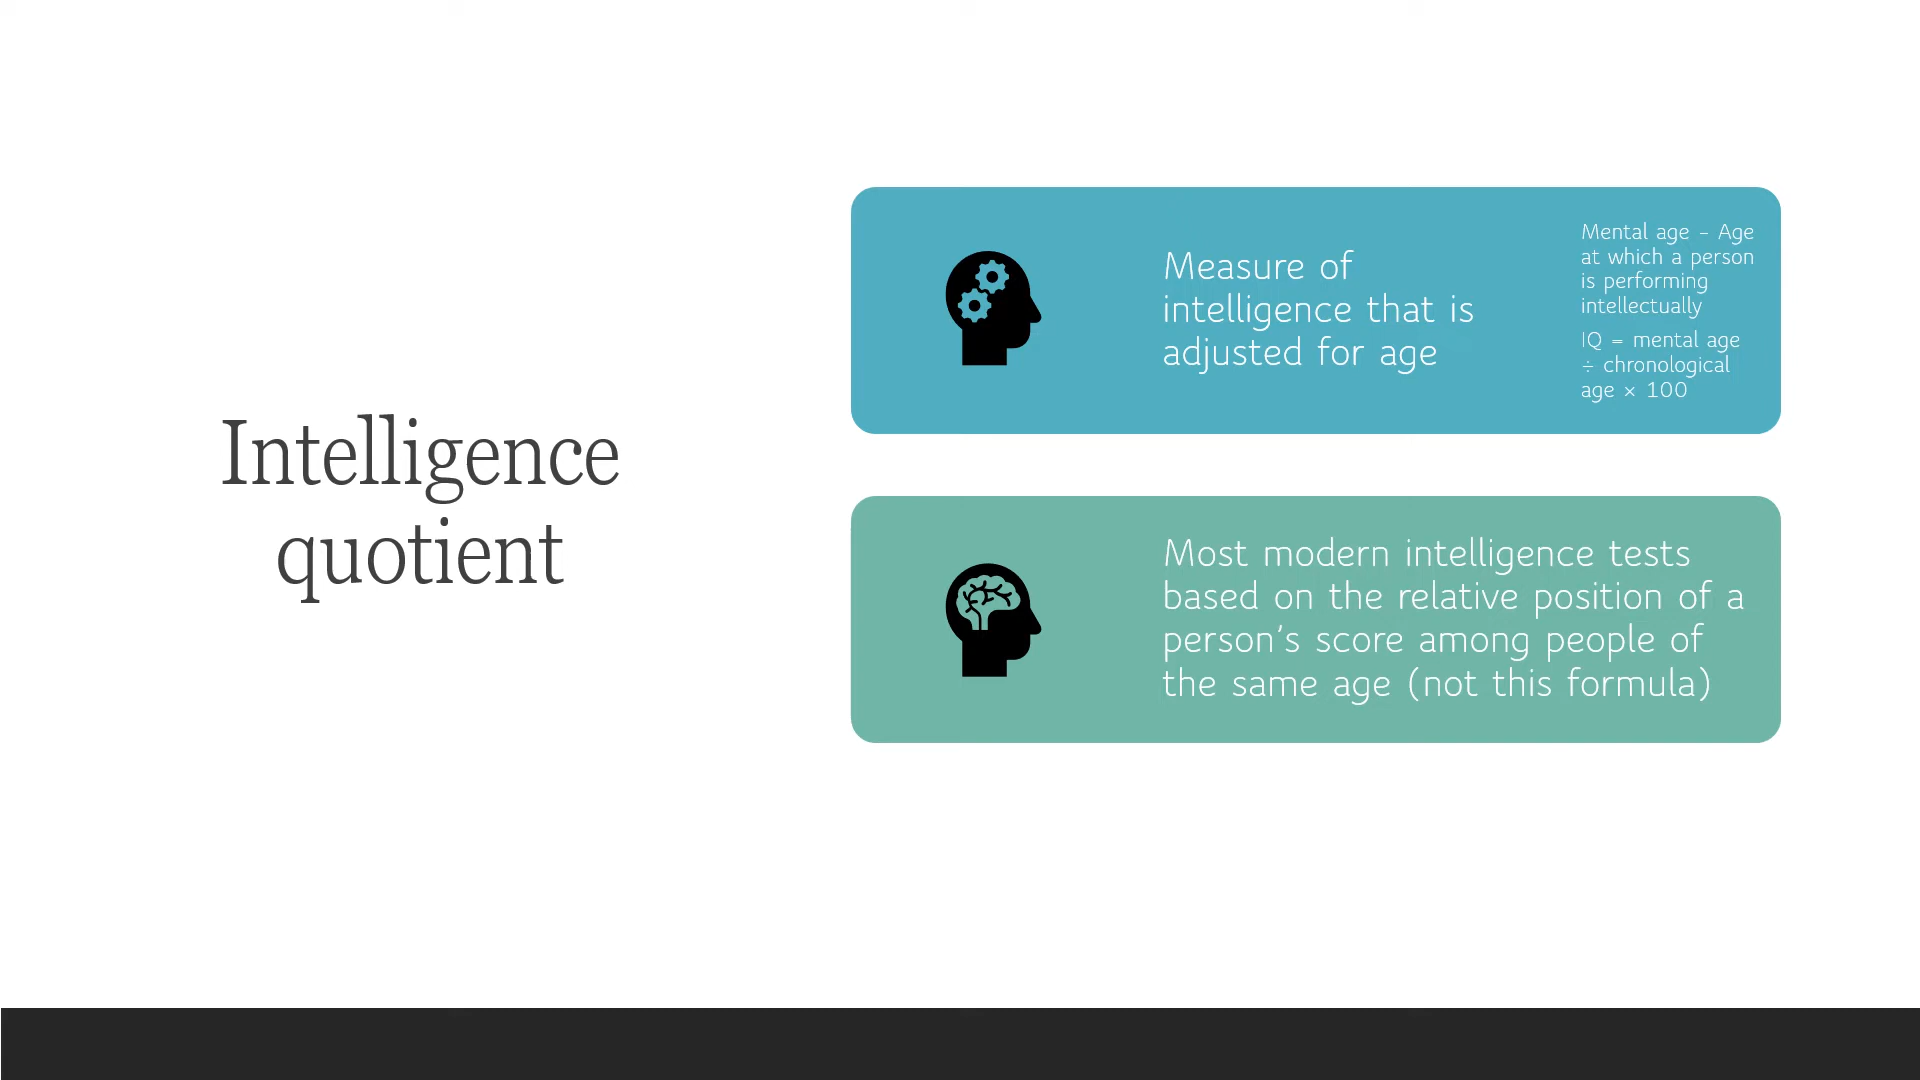 Intelligence
quotient
Measure of
intelligence that is
adjusted for age
Mental age – Age
at which a person
is performing
intellectually
IQ = mental age
÷ chronological
age × 100
Most modern intelligence tests
based on the relative position of a
person’s score among people of
the same age (not this formula)